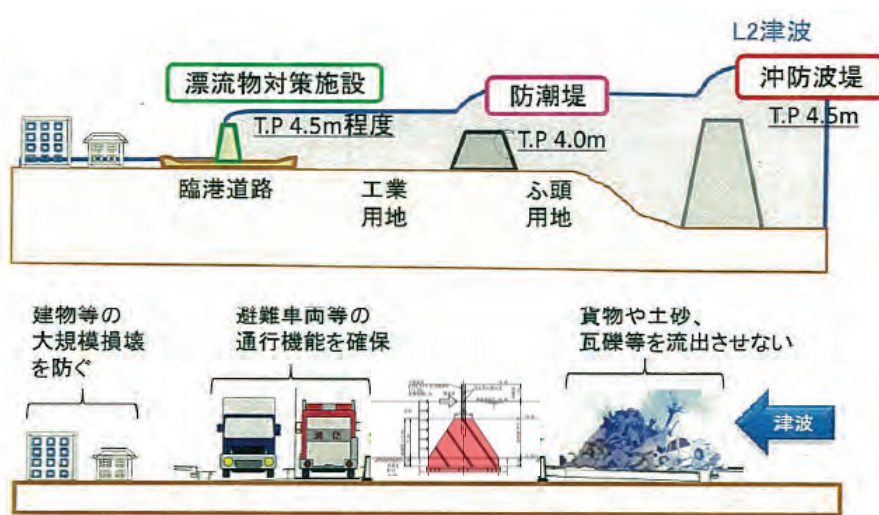 L2津波
漂流物対策施設
防潮堤
沖防波堤
T.P 4.5m程度
T.P 4.0m
T.P 4.5m
臨港道路
工業
用地
ふ頭
用地
建物等の
大規模損壊
を防ぐ
避難車両等の
通行機能を確保
貨物や土砂、
瓦礫等を流出させない
消防
津波